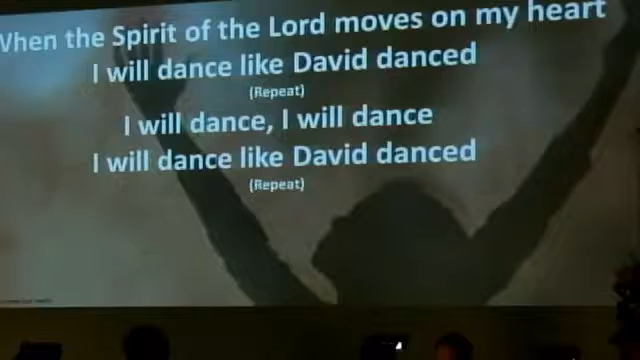 When the Spirit of the Lord moves on my heart
I will dance like David danced
(Repeat)
I will dance, I will dance
I will dance like David danced
(Repeat)